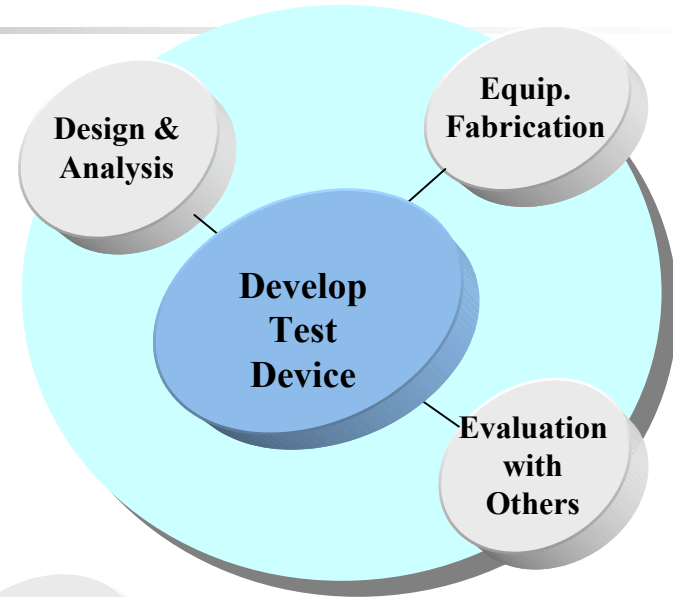 Design &
Analysis
Equip.
Fabrication
Develop
Test
Device
Evaluation
with
Others